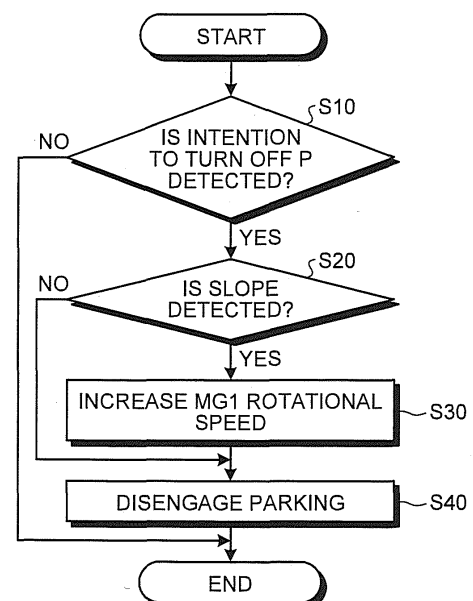 START
S10
NO
IS INTENTION
TO TURN OFF P
DETECTED?
YES
S20
NO
IS SLOPE
DETECTED?
YES
INCREASE MG1 ROTATIONAL
SPEED
S30
DISENGAGE PARKING
S40
END